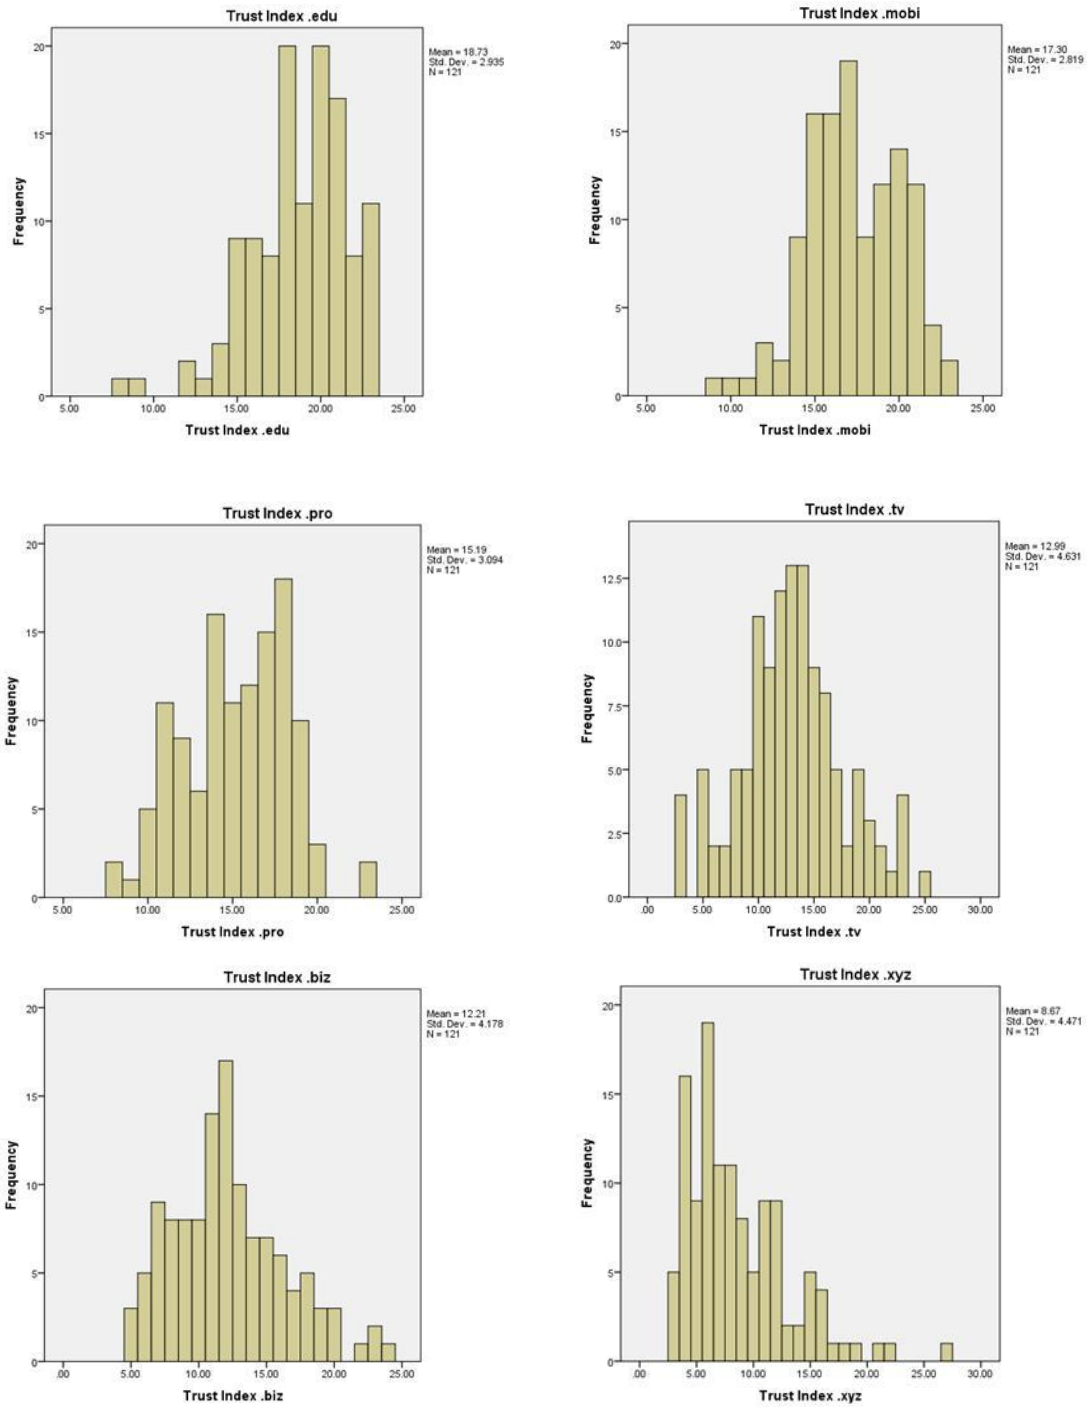 Trust Index .edu
Mean = 18.73
Std. Dev. = 2.935
N = 121
20
15
10
5
0
Frequency
5.00 10.00 15.00 20.00 25.00
Trust Index .edu
Trust Index .mobi
Mean = 17.30
Std. Dev. = 2.819
N = 121
20
15
10
5
0
Frequency
5.00 10.00 15.00 20.00 25.00
Trust Index .mobi
Trust Index .pro
Mean = 15.19
Std. Dev. = 3.094
N = 121
20
15
10
5
0
Frequency
5.00 10.00 15.00 20.00 25.00
Trust Index .pro
Trust Index .tv
Mean = 12.99
Std. Dev. = 4.631
N = 121
12.5
10.0
7.5
5.0
2.5
0.0
Frequency
.00 5.00 10.00 15.00 20.00 25.00 30.00
Trust Index .tv
Trust Index .biz
Mean = 12.21
Std. Dev. = 4.178
N = 121
20
15
10
5
0
Frequency
.00 5.00 10.00 15.00 20.00 25.00
Trust Index .biz
Trust Index .xyz
Mean = 8.67
Std. Dev. = 4.471
N = 121
20
15
10
5
0
Frequency
.00 5.00 10.00 15.00 20.00 25.00 30.00
Trust Index .xyz